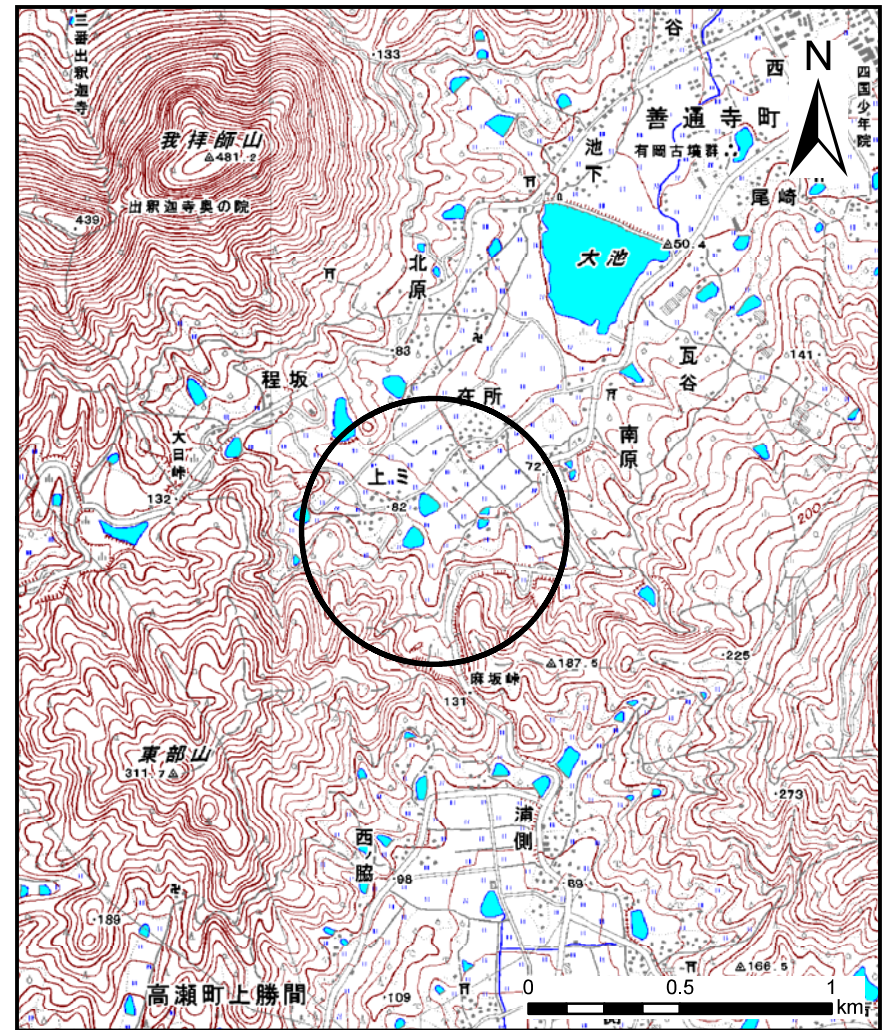 三番出釈迦寺
・133
谷
西
N
四国少年院
善通寺町
有岡古墳群
池下
我拝師山
△481.2
尾崎
出釈迦寺奥の院
439
大池
△50.4
北原
・83
瓦谷
141・
程坂
在所
南原
大日峠
上ミ
72
132・
・82
200
麻坂峠
△187.5
・225
131
東部山
311.7△
・273
浦側
西ノ脇
・98
・89
・189
高瀬町上勝間
・109
△166.5
0 0.5 1
km